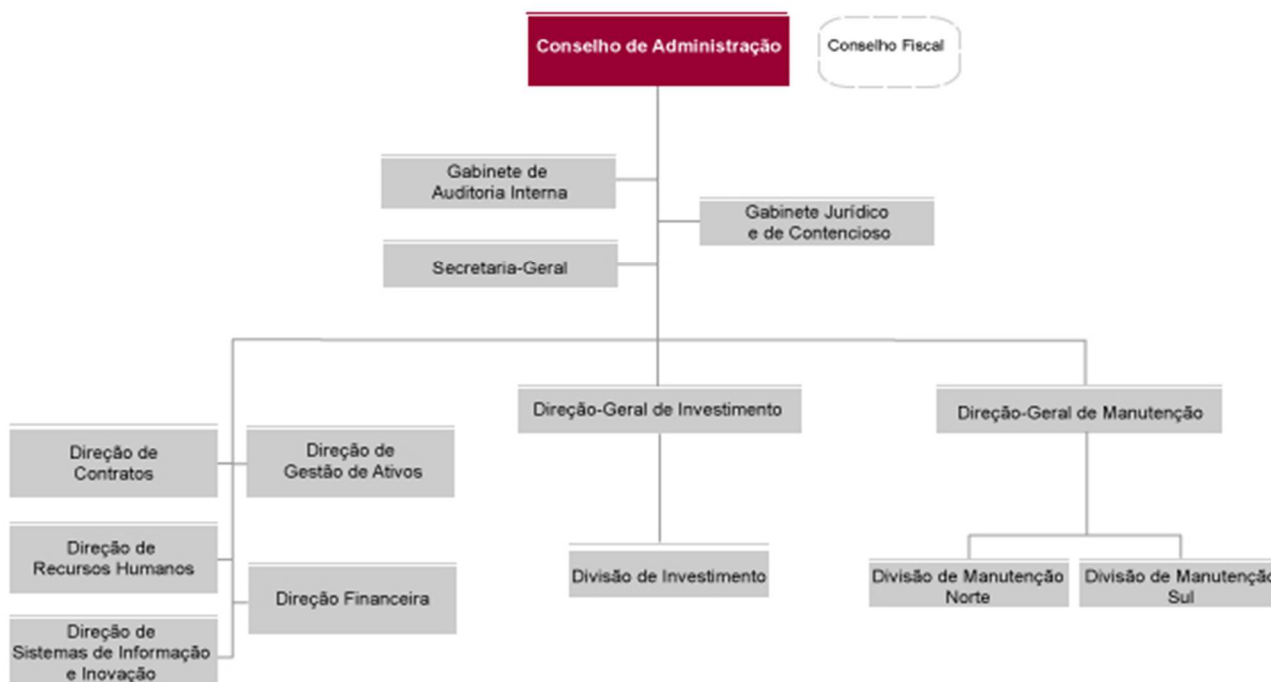 Conselho de Administração
Conselho Fiscal
Gabinete de
Auditoria Interna
Gabinete Jurídico
e de Contencioso
Secretaria-Geral
Direção-Geral de Investimento
Direção-Geral de Manutenção
Direção de
Contratos
Direção de
Gestão de Ativos
Direção de
Recursos Humanos
Direção Financeira
Direção de
Sistemas de Informação
e Inovação
Divisão de Investimento
Divisão de Manutenção
Norte
Divisão de Manutenção
Sul